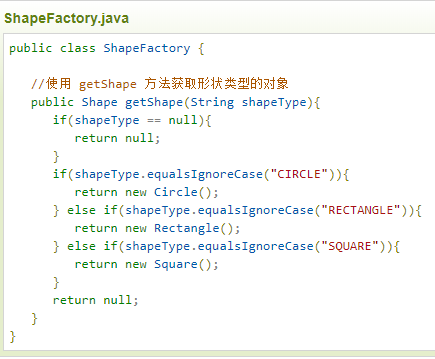 ShapeFactory.java
public class ShapeFactory {
//使用 getShape 方法获取形状类型的对象
public Shape getShape(String shapeType){
if(shapeType == null){
return null;
}
if(shapeType.equalsIgnoreCase("CIRCLE")){
return new Circle();
} else if(shapeType.equalsIgnoreCase("RECTANGLE")){
return new Rectangle();
} else if(shapeType.equalsIgnoreCase("SQUARE")){
return new Square();
}
return null;
}
}